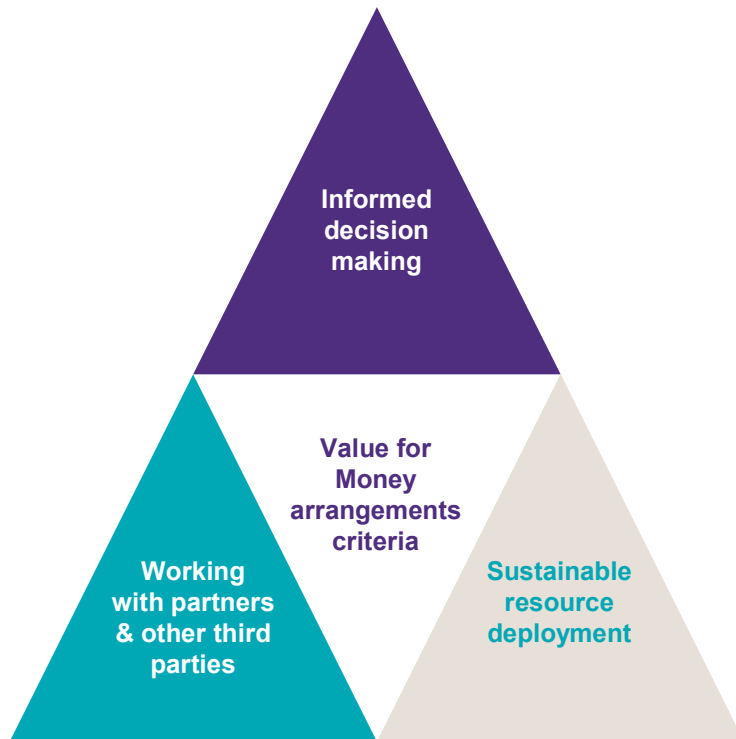 Informed
decision
making
Value for
Money
arrangements
criteria
Working
with partners
& other third
parties
Sustainable
resource
deployment